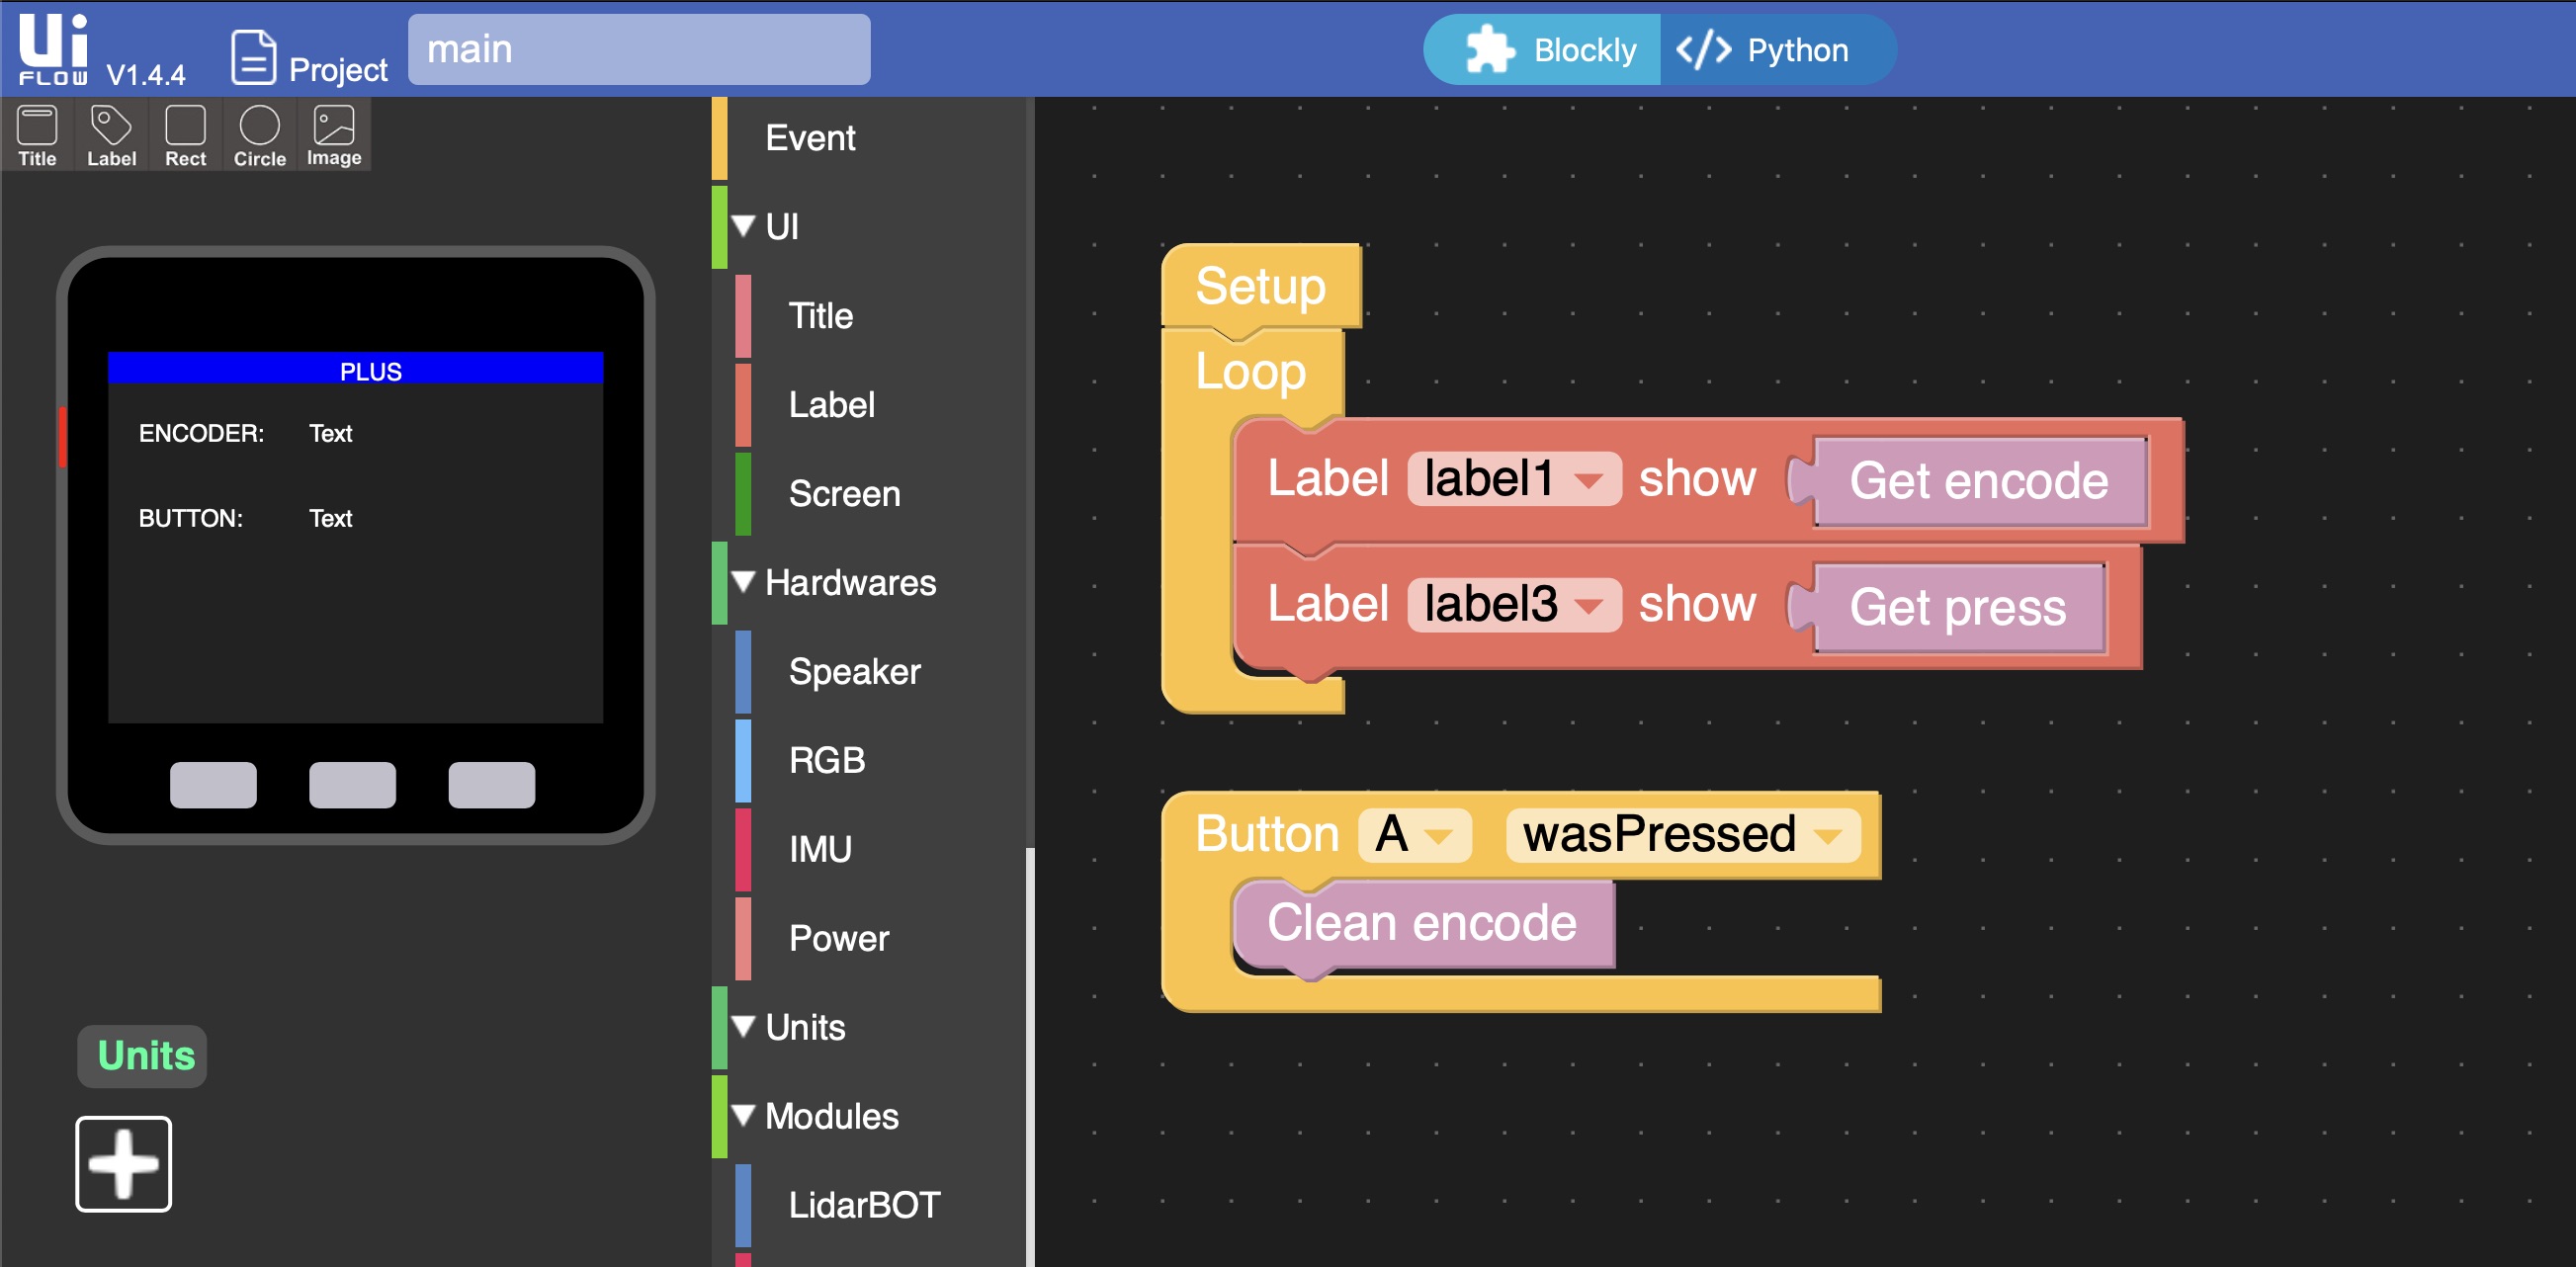 Ui
FLOW V1.4.4 Project main Blockly </> Python
Title Label Rect Circle Image
PLUS
ENCODER: Text
BUTTON: Text
Units
Event
UI
Title
Label
Screen
Hardwares
Speaker
RGB
IMU
Power
Units
Modules
LidarBOT
Setup
Loop
Label label1 show Get encode
Label label3 show Get press
Button A wasPressed
Clean encode